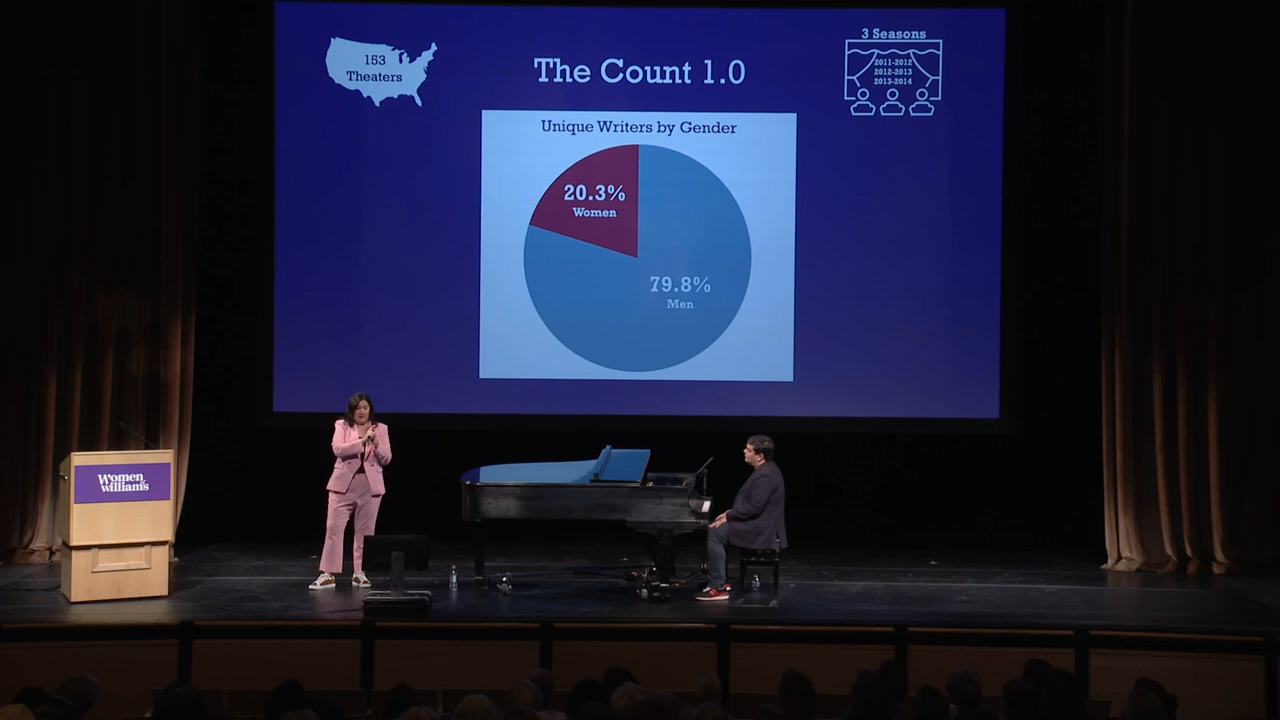 153
Theaters
The Count 1.0
3 Seasons
2011-2012
2012-2013
2013-2014
Unique Writers by Gender
20.3%
Women
79.8%
Men
Women
williams